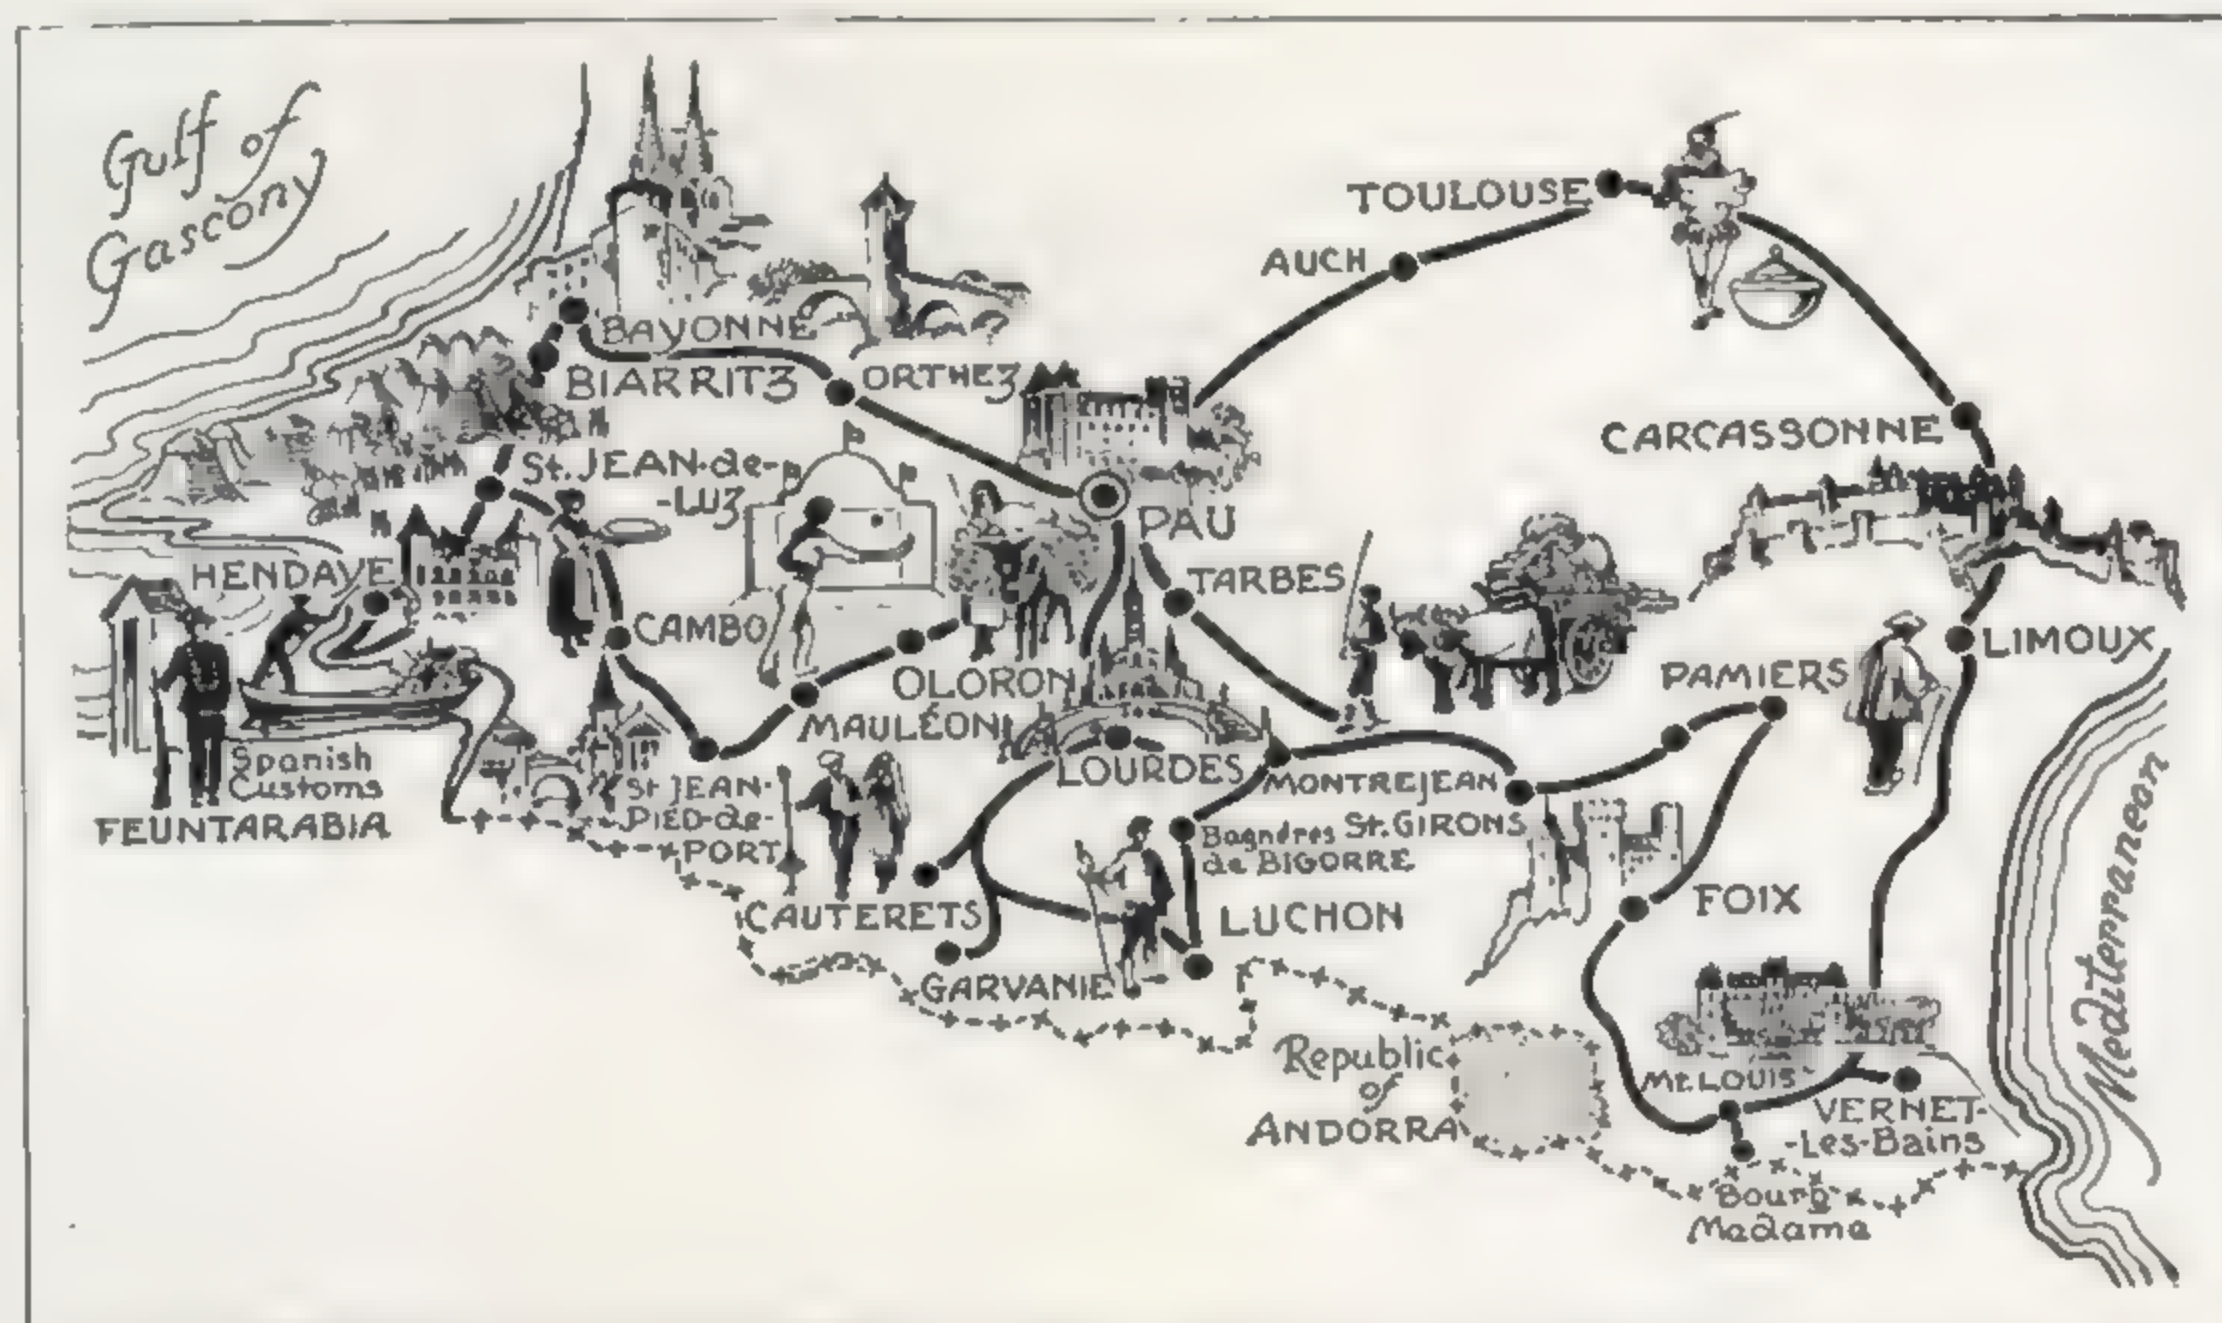 Gulf of
Gascony
TOULOUSE
AUCH
BAYONNE
BIARRITZ
ORTHEZ
CARCASSONNE
St. JEAN-de-
-LUZ
PAU
HENDAYE
TARBES
CAMBO
LIMOUX
OLORON
PAMIERS
MAULÉON
Spanish
Customs
FEUNTARABIA
LOURDES
St JEAN-
PIED-de-
-PORT
MONTREJEAN
Bagnères
de BIGORRE
St. GIRONS
CAUTERETS
LUCHON
FOIX
GARVANIE
Mediterranean
Republic
of
ANDORRA
Mt. LOUIS
VERNET-
-Les-Bains
Bourg
Madame